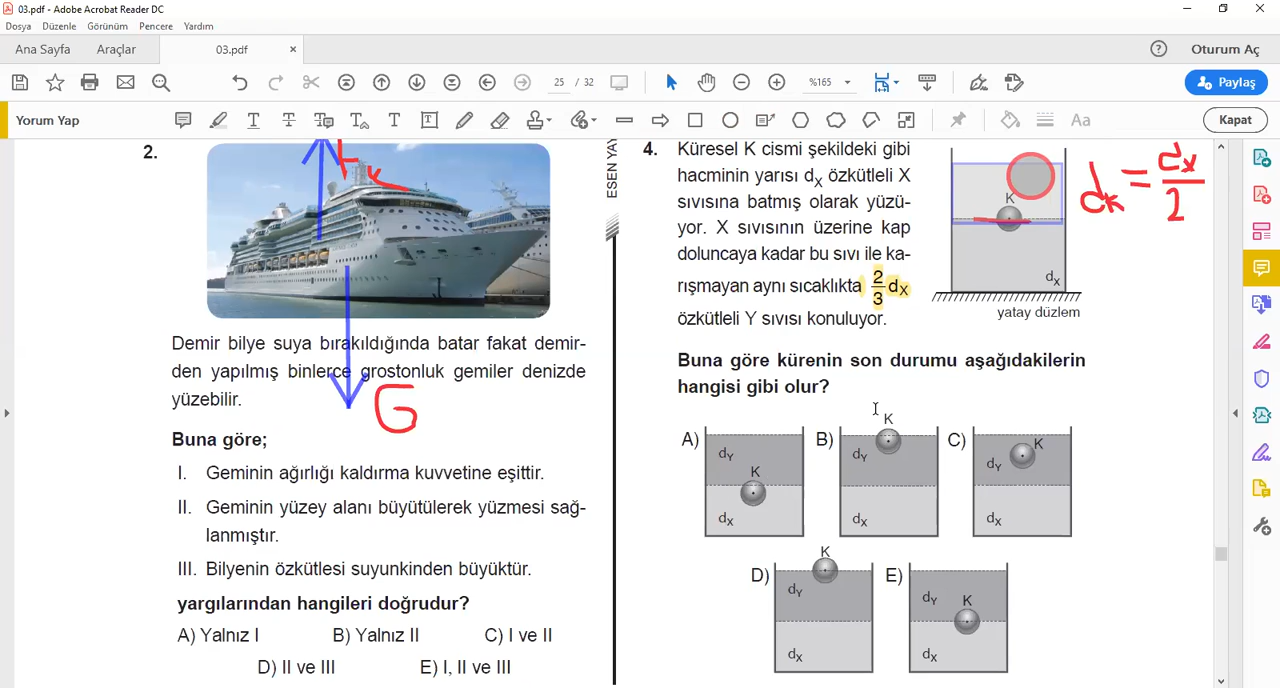 03.pdf - Adobe Acrobat Reader DC
Dosya Düzenle Görünüm Pencere Yardım
Ana Sayfa Araçlar 03.pdf × Oturum Aç
25 / 32 %165 Paylaş
Yorum Yap Aa Kapat
2.
Demir bilye suya bırakıldığında batar fakat demir-
den yapılmış binlerce grostonluk gemiler denizde
yüzebilir.
G
Buna göre;
I. Geminin ağırlığı kaldırma kuvvetine eşittir.
II. Geminin yüzey alanı büyütülerek yüzmesi sağ-
lanmıştır.
III. Bilyenin özkütlesi suyunkinden büyüktür.
yargılarından hangileri doğrudur?
A) Yalnız I B) Yalnız II C) I ve II
D) II ve III E) I, II ve III
ESEN YAY
4. Küresel K cismi şekildeki gibi
hacminin yarısı dX özkütleli X
sıvısına batmış olarak yüzü-
yor. X sıvısının üzerine kap
doluncaya kadar bu sıvı ile ka-
rışmayan aynı sıcaklıkta 2/3 dX
özkütleli Y sıvısı konuluyor.
K
dX
yatay düzlem
dK = dX/2
Buna göre kürenin son durumu aşağıdakilerin
hangisi gibi olur?
A) dY K dX
B) K dY dX
C) K dY dX
D) K dY dX
E) dY K dX